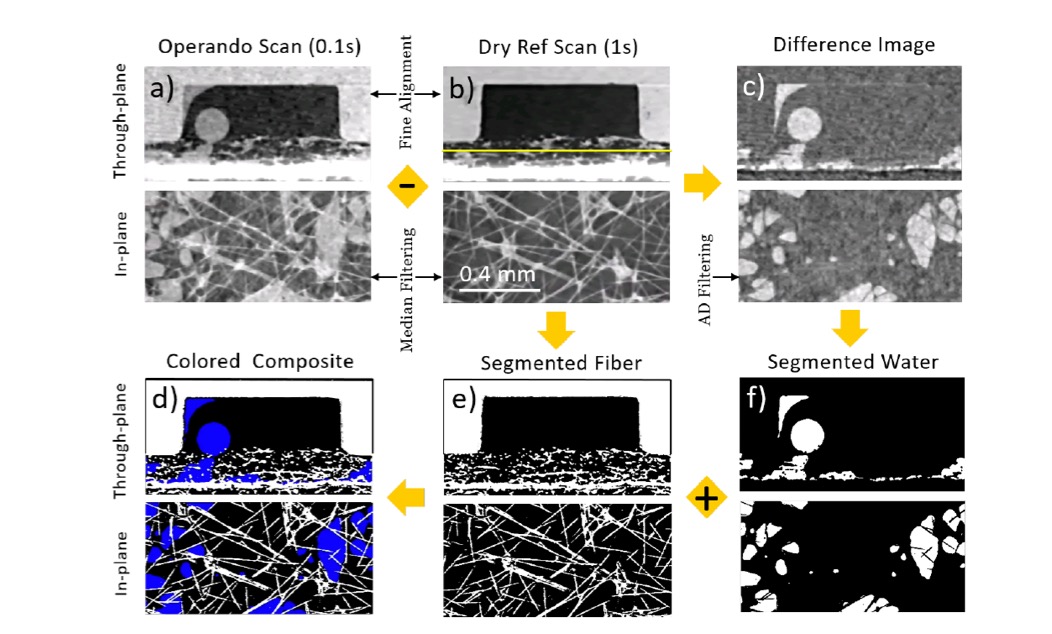 Operando Scan (0.1s)
Dry Ref Scan (1s)
Difference Image
Through-plane
a)
Fine Alignment
b)
c)
−
In-plane
Median Filtering
0.4 mm
AD Filtering
Colored Composite
Segmented Fiber
Segmented Water
Through-plane
d)
e)
f)
+
In-plane